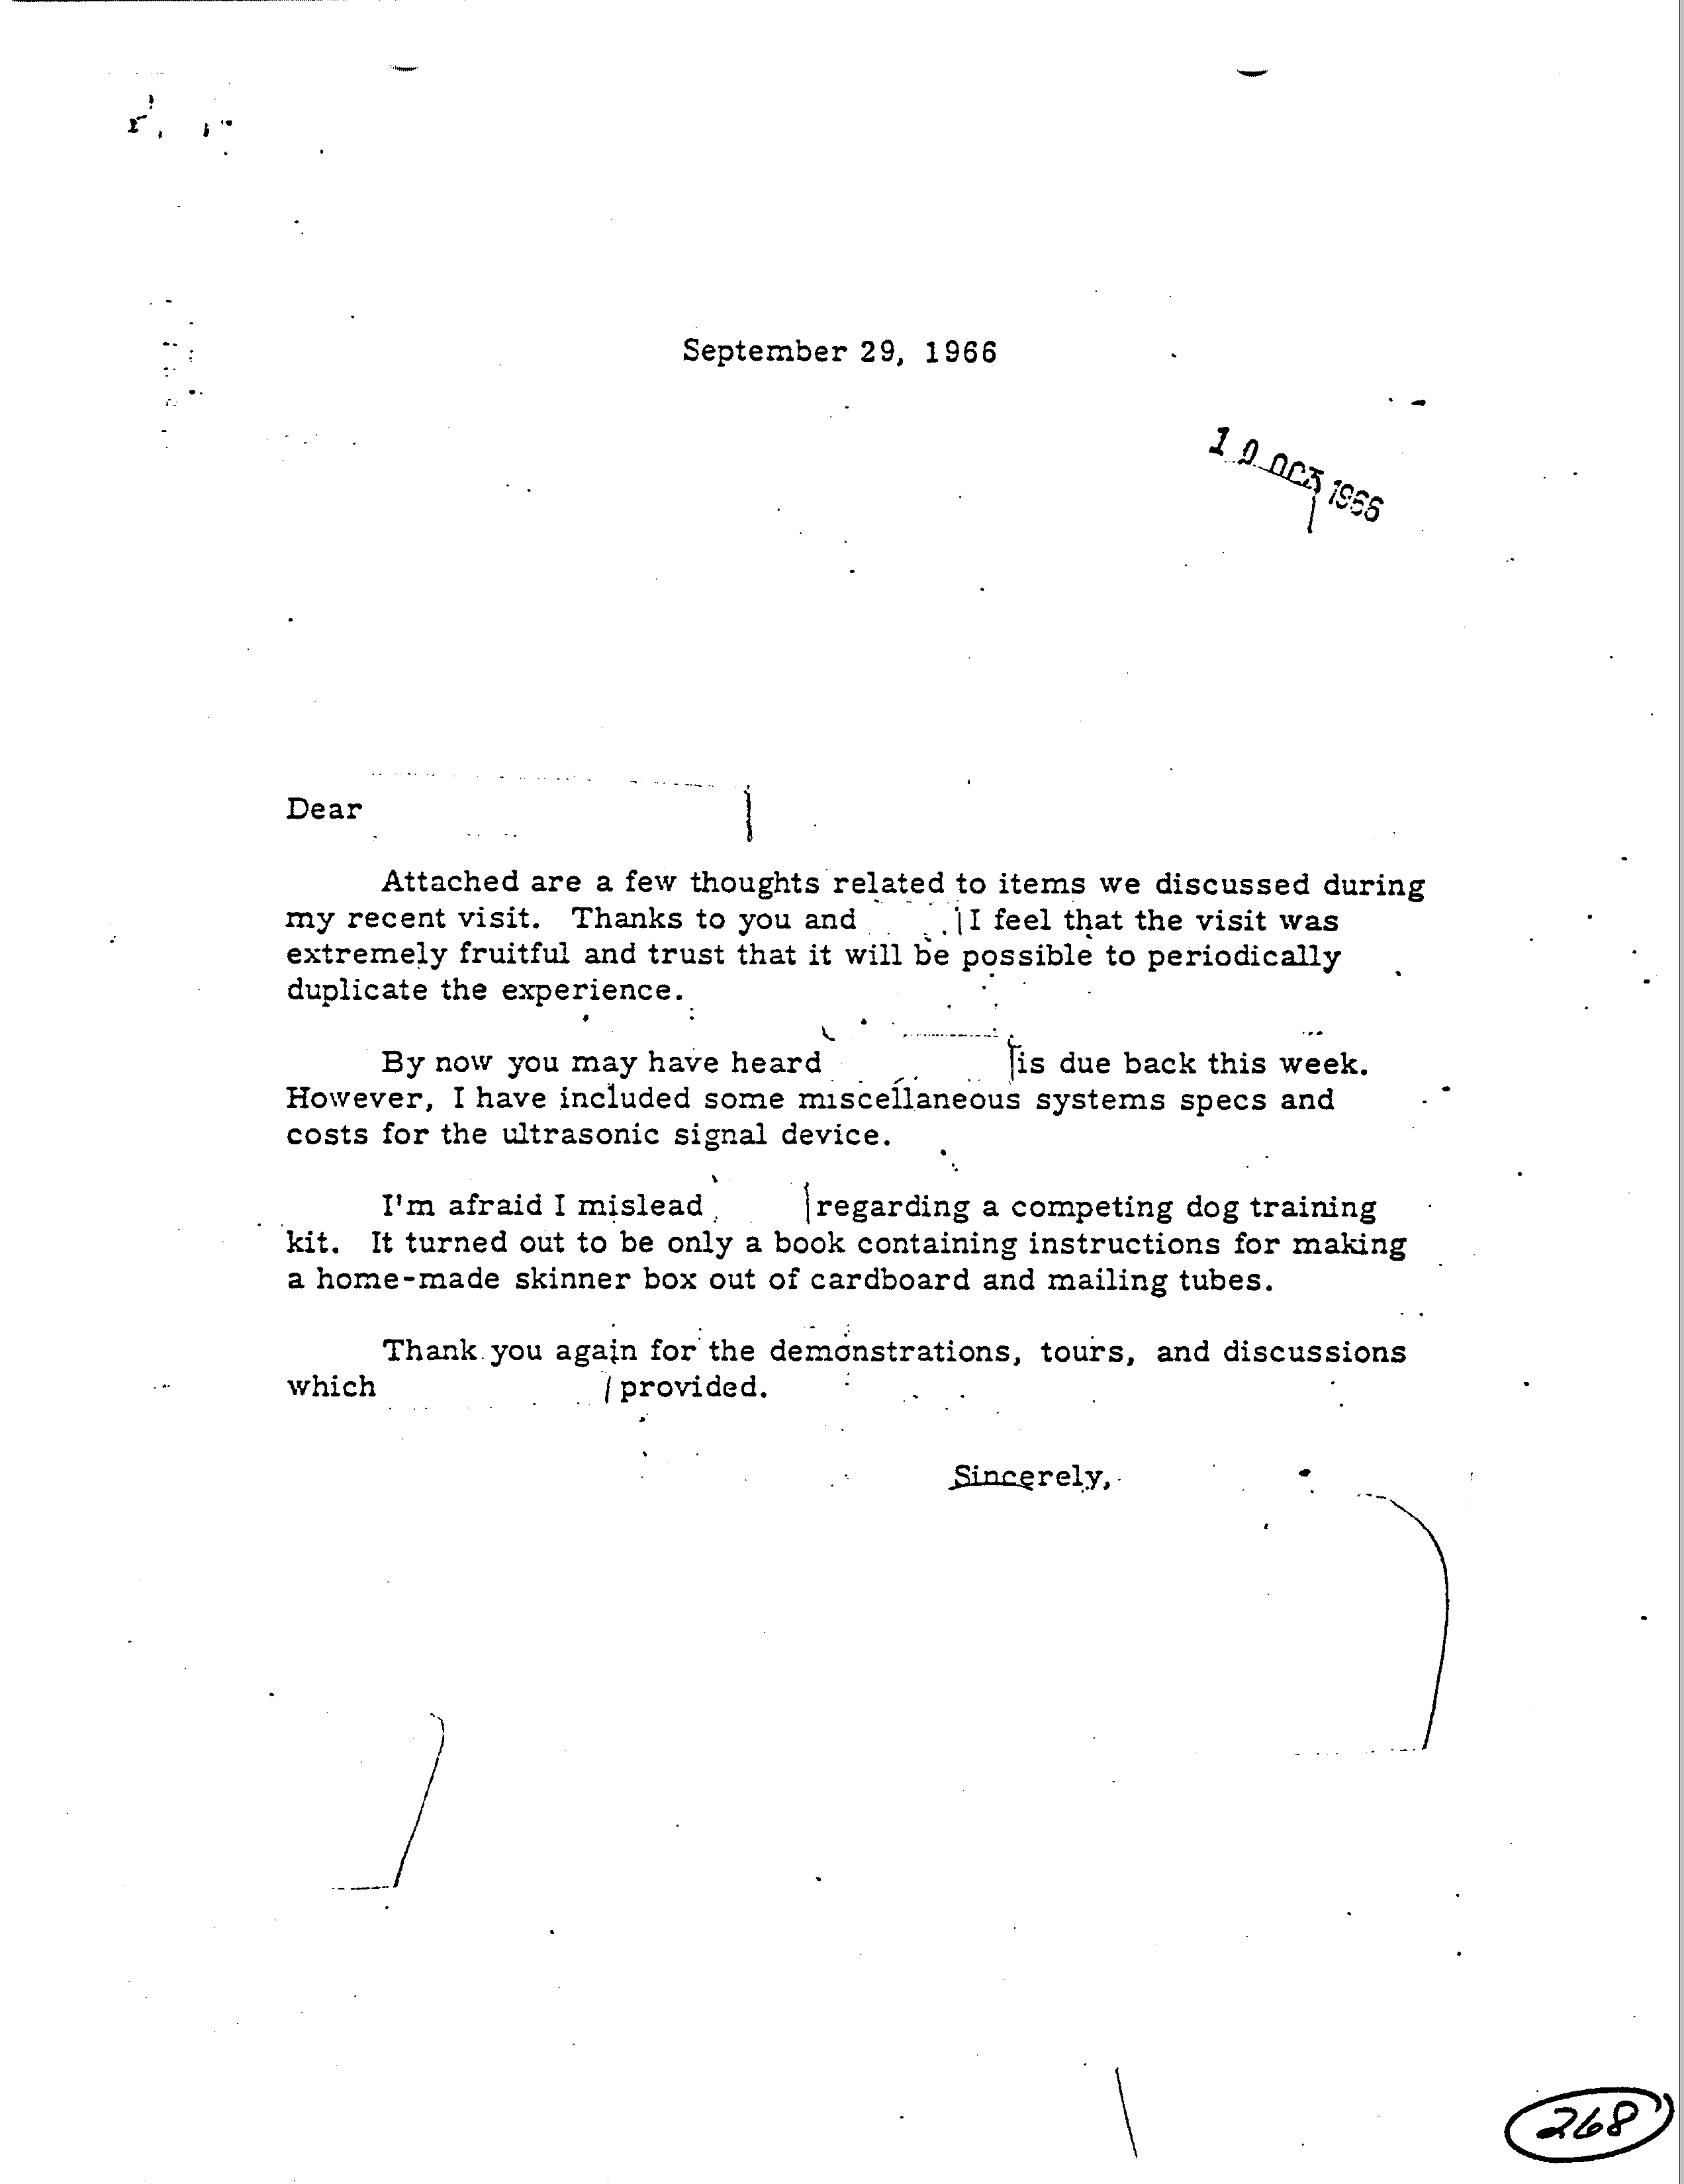 September 29, 1966
10 OCT 1966
Dear
Attached are a few thoughts related to items we discussed during
my recent visit. Thanks to you and I feel that the visit was
extremely fruitful and trust that it will be possible to periodically
duplicate the experience.
By now you may have heard is due back this week.
However, I have included some miscellaneous systems specs and
costs for the ultrasonic signal device.
I'm afraid I mislead regarding a competing dog training
kit. It turned out to be only a book containing instructions for making
a home-made skinner box out of cardboard and mailing tubes.
Thank you again for the demonstrations, tours, and discussions
which provided.
Sincerely,
268